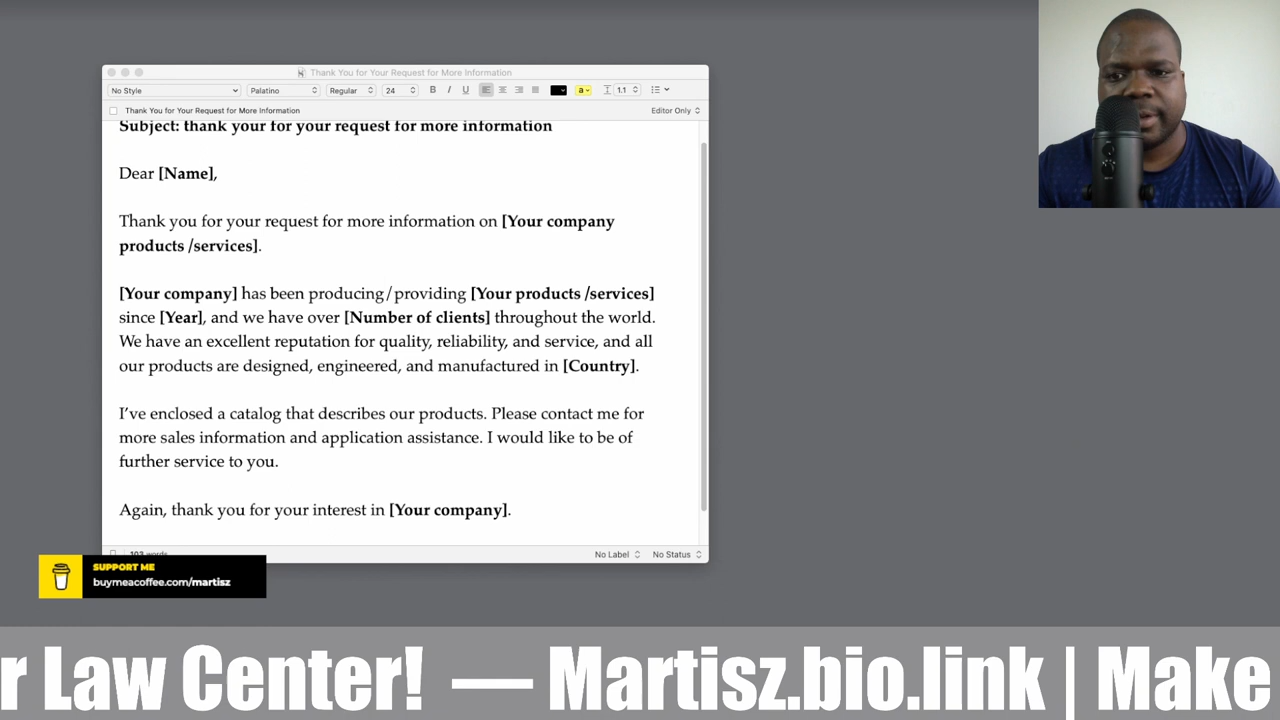 Thank You for Your Request for More Information
No Style
Palatino
Regular
24
B I U
a
1.1
Thank You for Your Request for More Information
Editor Only
Subject: thank your for your request for more information
Dear [Name],
Thank you for your request for more information on [Your company
products /services].
[Your company] has been producing/providing [Your products /services]
since [Year], and we have over [Number of clients] throughout the world.
We have an excellent reputation for quality, reliability, and service, and all
our products are designed, engineered, and manufactured in [Country].
I've enclosed a catalog that describes our products. Please contact me for
more sales information and application assistance. I would like to be of
further service to you.
Again, thank you for your interest in [Your company].
103 words
No Label
No Status
SUPPORT ME
buymeacoffee.com/martisz
r Law Center! — Martisz.bio.link | Make